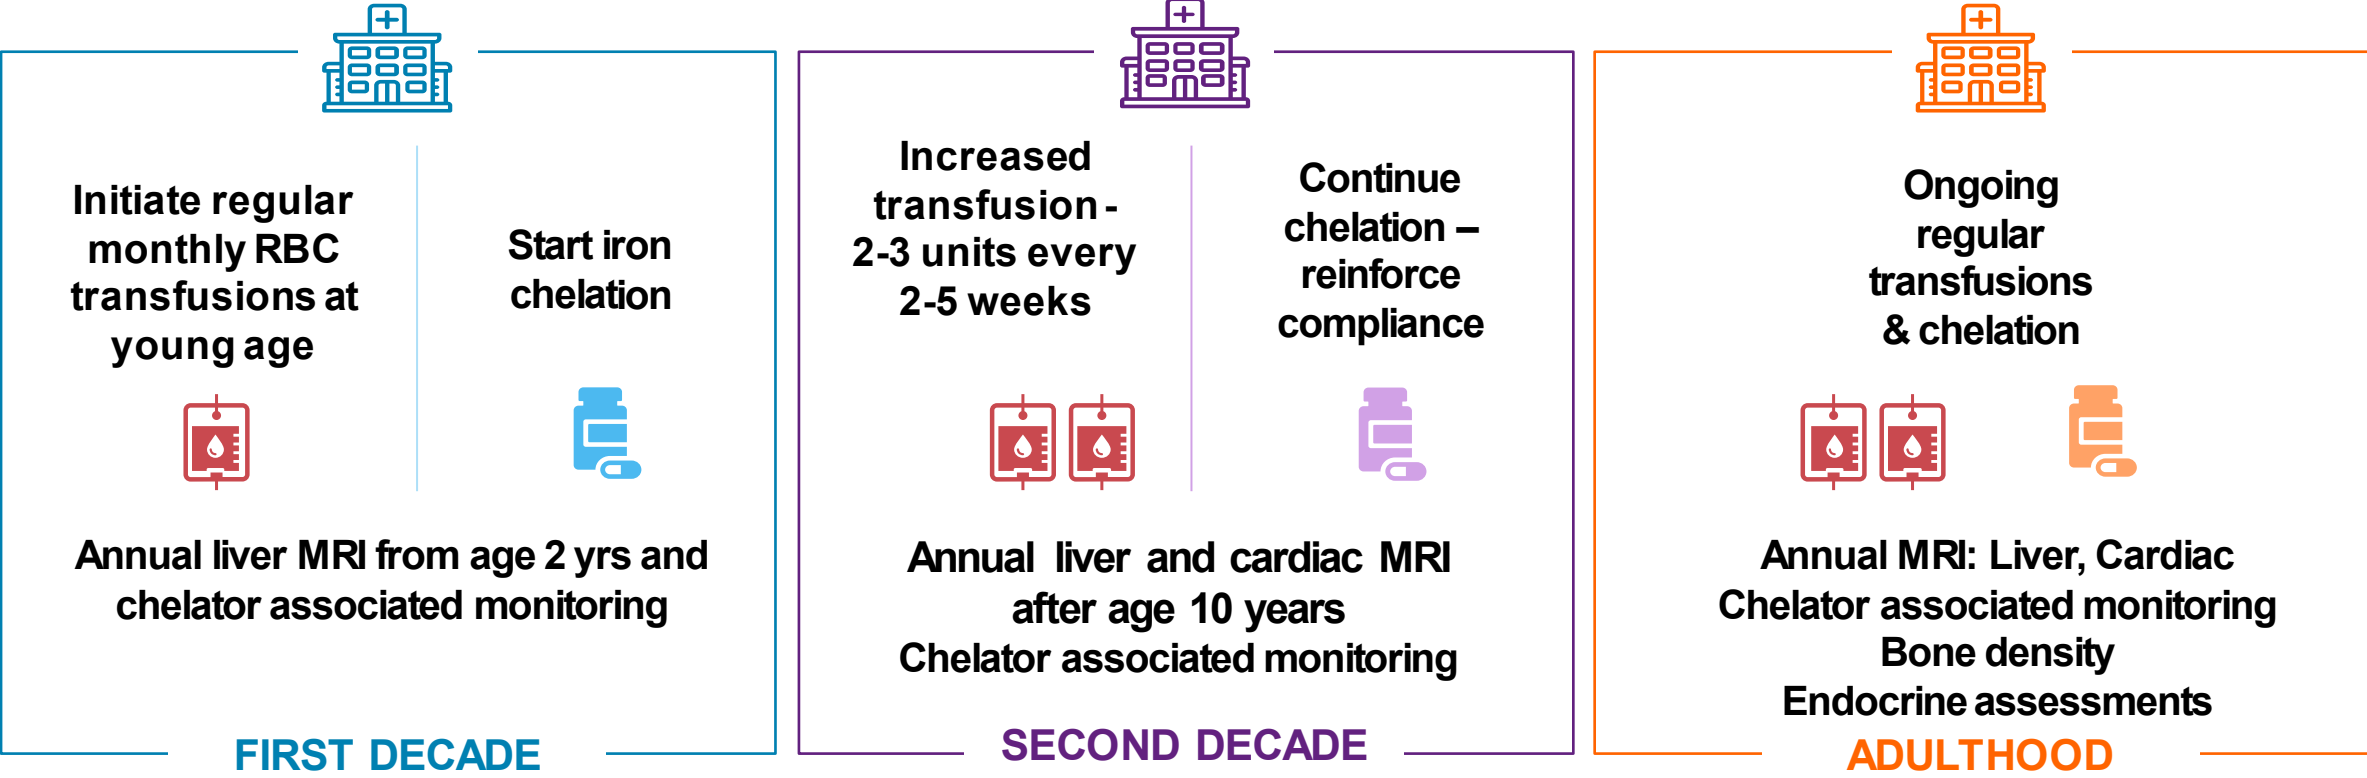 Initiate regular
monthly RBC
transfusions at
young age
Start iron
chelation
Annual liver MRI from age 2 yrs and
chelator associated monitoring
FIRST DECADE
Increased
transfusion -
2-3 units every
2-5 weeks
Continue
chelation –
reinforce
compliance
Annual liver and cardiac MRI
after age 10 years
Chelator associated monitoring
SECOND DECADE
Ongoing
regular
transfusions
& chelation
Annual MRI: Liver, Cardiac
Chelator associated monitoring
Bone density
Endocrine assessments
ADULTHOOD